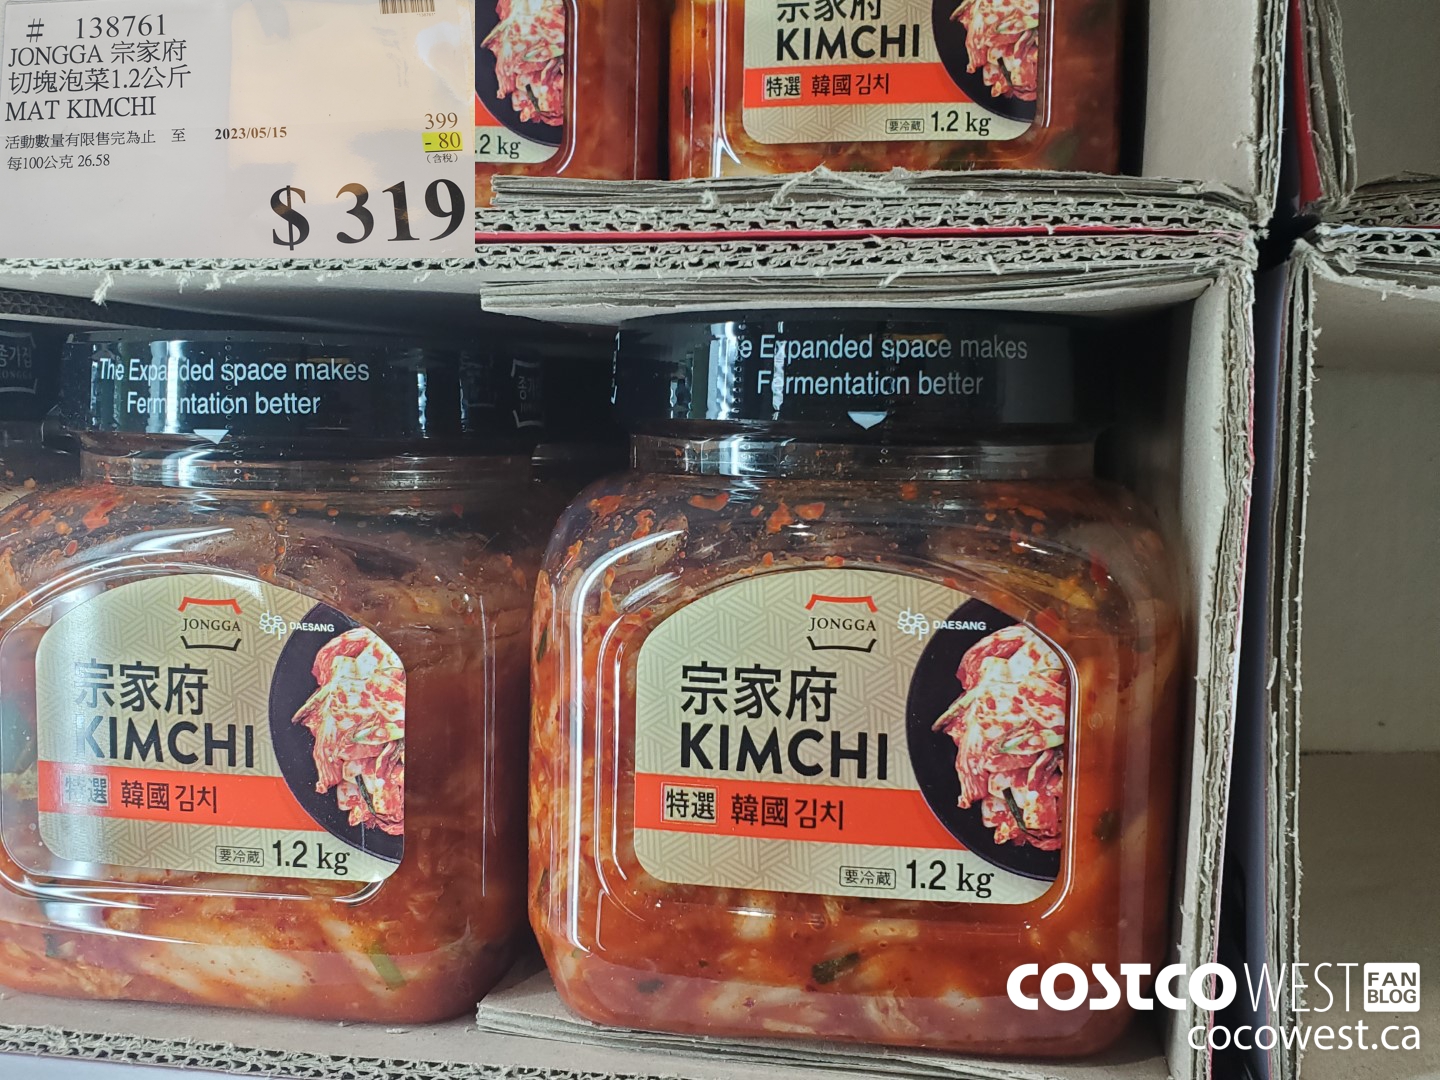 # 138761
JONGGA 宗家府
切塊泡菜1.2公斤
MAT KIMCHI
活動數量有限售完為止 至 2023/05/15
每100公克 26.58
399
- 80
(含稅)
$ 319
.2 kg
宗家府
KIMCHI
特選 韓國김치
要冷蔵 1.2 kg
The Expanded space makes
Fermentation better
JONGGA
DAESANG
宗家府
KIMCHI
特選 韓國김치
要冷蔵 1.2 kg
The Expanded space makes
Fermentation better
JONGGA
DAESANG
宗家府
KIMCHI
特選 韓國김치
要冷蔵 1.2 kg
COSTCO WEST FAN BLOG
cocowest.ca